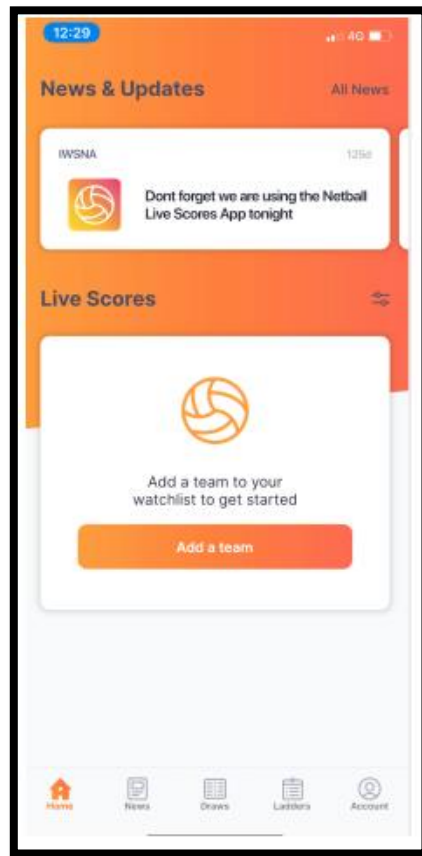 12:29
4G
News & Updates
All News
IWSNA
125d
Dont forget we are using the Netball
Live Scores App tonight
Live Scores
Add a team to your
watchlist to get started
Add a team
Home
News
Draws
Ladders
Account